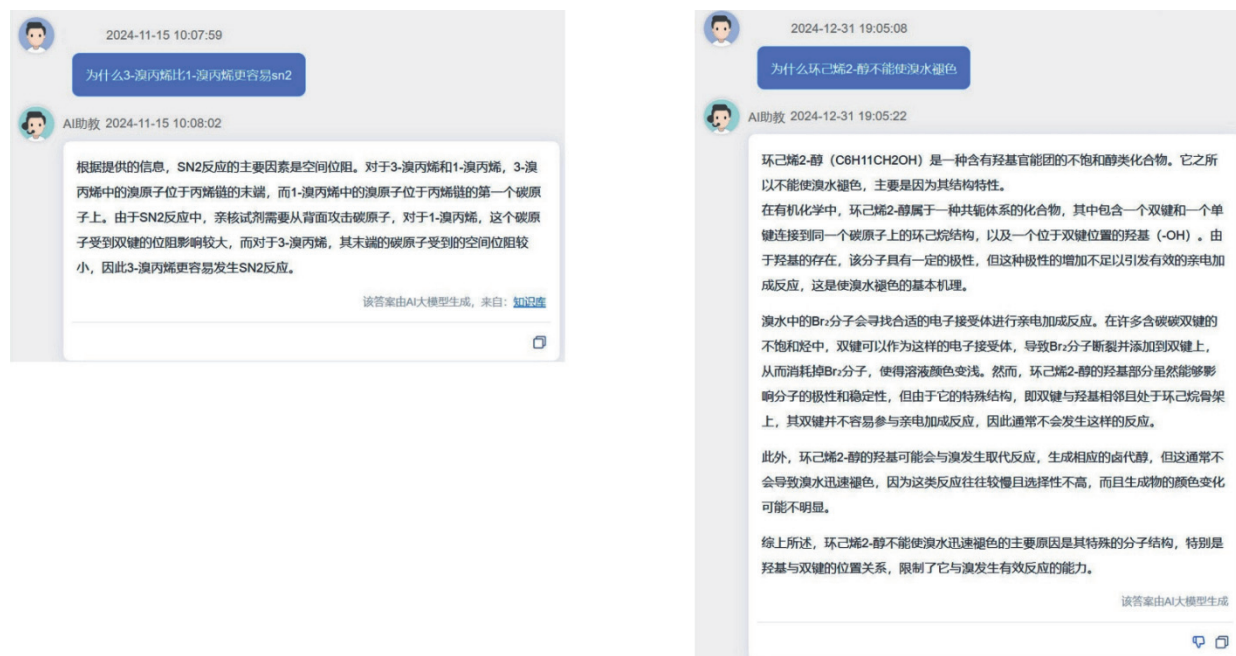 2024-11-15 10:07:59
为什么3-溴丙烯比1-溴丙烯更容易sn2
AI助教 2024-11-15 10:08:02
根据提供的信息，SN2反应的主要因素是空间位阻。对于3-溴丙烯和1-溴丙烯，3-溴
丙烯中的溴原子位于丙烯链的末端，而1-溴丙烯中的溴原子位于丙烯链的第一个碳原
子上。由于SN2反应中，亲核试剂需要从背面攻击碳原子，对于1-溴丙烯，这个碳原
子受到双键的位阻影响较大，而对于3-溴丙烯，其末端的碳原子受到的空间位阻较
小，因此3-溴丙烯更容易发生SN2反应。
该答案由AI大模型生成，来自：知识库
2024-12-31 19:05:08
为什么环己烯2-醇不能使溴水褪色
AI助教 2024-12-31 19:05:22
环己烯2-醇（C6H11CH2OH）是一种含有羟基官能团的不饱和醇类化合物。它之所
以不能使溴水褪色，主要是因为其结构特性。
在有机化学中，环己烯2-醇属于一种共轭体系的化合物，其中包含一个双键和一个单
键连接到同一个碳原子上的环己烷结构，以及一个位于双键位置的羟基（-OH）。由
于羟基的存在，该分子具有一定的极性，但这种极性的增加不足以引发有效的亲电加
成反应，这是使溴水褪色的基本机理。
溴水中的Br₂分子会寻找合适的电子接受体进行亲电加成反应。在许多含碳碳双键的
不饱和烃中，双键可以作为这样的电子接受体，导致Br₂分子断裂并添加到双键上，
从而消耗掉Br₂分子，使得溶液颜色变浅。然而，环己烯2-醇的羟基部分虽然能够影
响分子的极性和稳定性，但由于它的特殊结构，即双键与羟基相邻且处于环己烷骨架
上，其双键并不容易参与亲电加成反应，因此通常不会发生这样的反应。
此外，环己烯2-醇的羟基可能会与溴发生取代反应，生成相应的卤代醇，但这通常不
会导致溴水迅速褪色，因为这类反应往往较慢且选择性不高，而且生成物的颜色变化
可能不明显。
综上所述，环己烯2-醇不能使溴水迅速褪色的主要原因是其特殊的分子结构，特别是
羟基与双键的位置关系，限制了它与溴发生有效反应的能力。
该答案由AI大模型生成